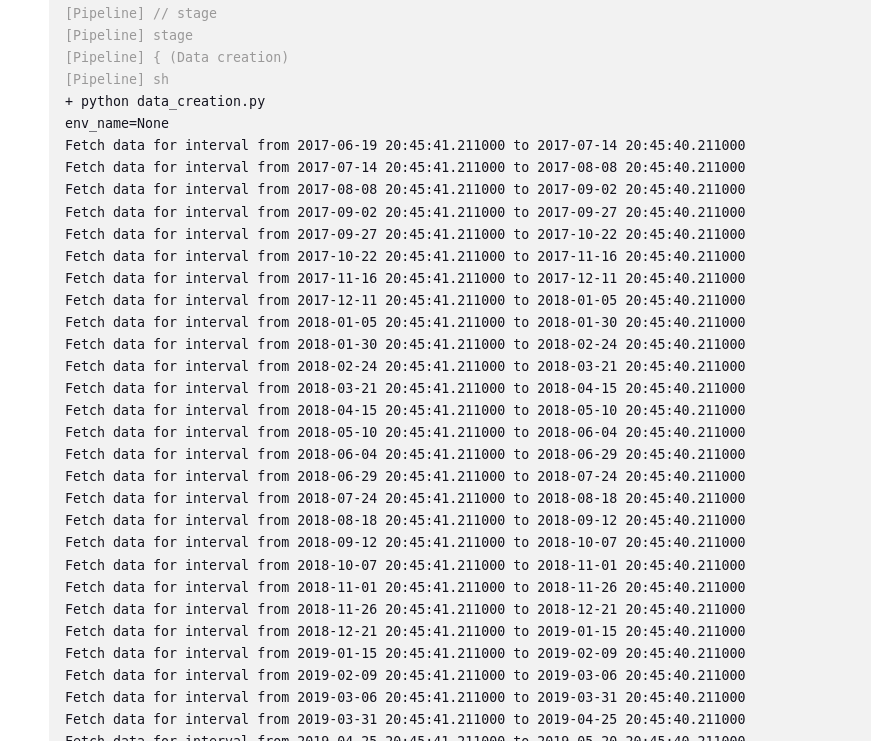 [Pipeline] // stage
[Pipeline] stage
[Pipeline] { (Data creation)
[Pipeline] sh
+ python data_creation.py
env_name=None
Fetch data for interval from 2017-06-19 20:45:41.211000 to 2017-07-14 20:45:40.211000
Fetch data for interval from 2017-07-14 20:45:41.211000 to 2017-08-08 20:45:40.211000
Fetch data for interval from 2017-08-08 20:45:41.211000 to 2017-09-02 20:45:40.211000
Fetch data for interval from 2017-09-02 20:45:41.211000 to 2017-09-27 20:45:40.211000
Fetch data for interval from 2017-09-27 20:45:41.211000 to 2017-10-22 20:45:40.211000
Fetch data for interval from 2017-10-22 20:45:41.211000 to 2017-11-16 20:45:40.211000
Fetch data for interval from 2017-11-16 20:45:41.211000 to 2017-12-11 20:45:40.211000
Fetch data for interval from 2017-12-11 20:45:41.211000 to 2018-01-05 20:45:40.211000
Fetch data for interval from 2018-01-05 20:45:41.211000 to 2018-01-30 20:45:40.211000
Fetch data for interval from 2018-01-30 20:45:41.211000 to 2018-02-24 20:45:40.211000
Fetch data for interval from 2018-02-24 20:45:41.211000 to 2018-03-21 20:45:40.211000
Fetch data for interval from 2018-03-21 20:45:41.211000 to 2018-04-15 20:45:40.211000
Fetch data for interval from 2018-04-15 20:45:41.211000 to 2018-05-10 20:45:40.211000
Fetch data for interval from 2018-05-10 20:45:41.211000 to 2018-06-04 20:45:40.211000
Fetch data for interval from 2018-06-04 20:45:41.211000 to 2018-06-29 20:45:40.211000
Fetch data for interval from 2018-06-29 20:45:41.211000 to 2018-07-24 20:45:40.211000
Fetch data for interval from 2018-07-24 20:45:41.211000 to 2018-08-18 20:45:40.211000
Fetch data for interval from 2018-08-18 20:45:41.211000 to 2018-09-12 20:45:40.211000
Fetch data for interval from 2018-09-12 20:45:41.211000 to 2018-10-07 20:45:40.211000
Fetch data for interval from 2018-10-07 20:45:41.211000 to 2018-11-01 20:45:40.211000
Fetch data for interval from 2018-11-01 20:45:41.211000 to 2018-11-26 20:45:40.211000
Fetch data for interval from 2018-11-26 20:45:41.211000 to 2018-12-21 20:45:40.211000
Fetch data for interval from 2018-12-21 20:45:41.211000 to 2019-01-15 20:45:40.211000
Fetch data for interval from 2019-01-15 20:45:41.211000 to 2019-02-09 20:45:40.211000
Fetch data for interval from 2019-02-09 20:45:41.211000 to 2019-03-06 20:45:40.211000
Fetch data for interval from 2019-03-06 20:45:41.211000 to 2019-03-31 20:45:40.211000
Fetch data for interval from 2019-03-31 20:45:41.211000 to 2019-04-25 20:45:40.211000
Fetch data for interval from 2019-04-25 20:45:41.211000 to 2019-05-20 20:45:40.211000